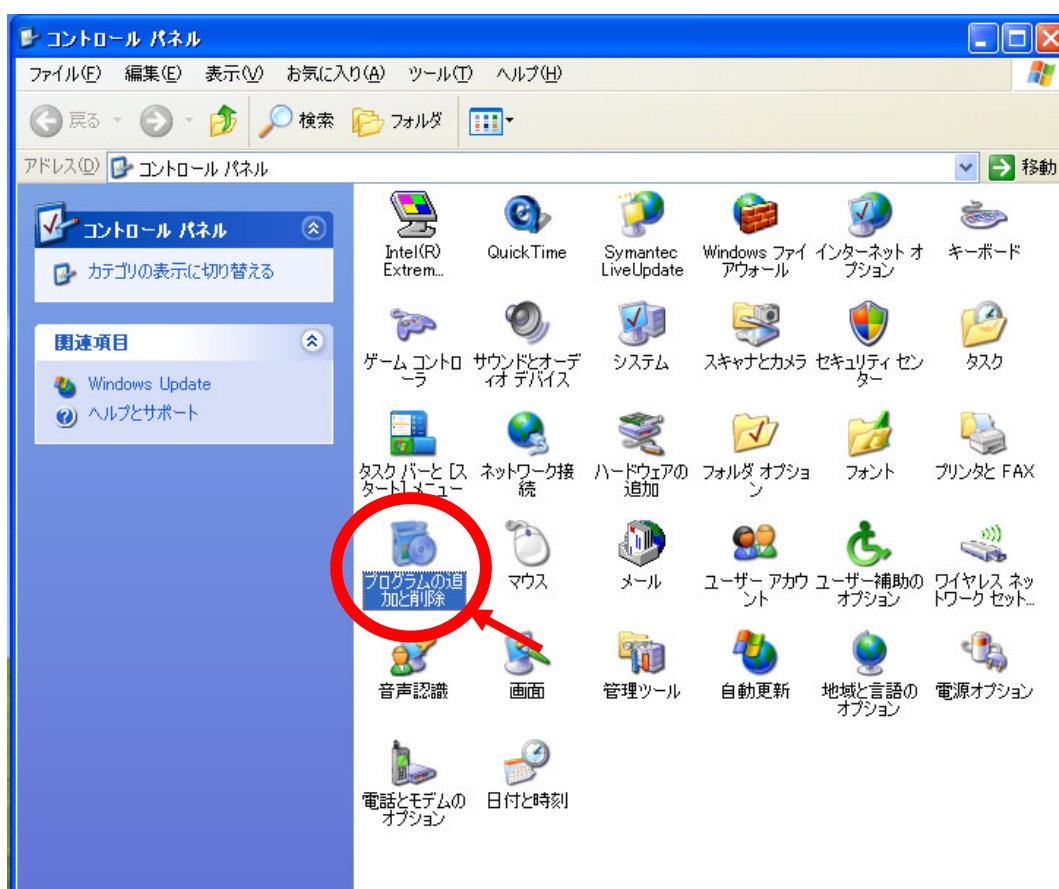 コントロール パネル
ファイル(F) 編集(E) 表示(V) お気に入り(A) ツール(T) ヘルプ(H)
戻る 検索 フォルダ
アドレス(D) コントロール パネル 移動
コントロール パネル
カテゴリの表示に切り替える
関連項目
Windows Update
ヘルプとサポート
Intel(R) QuickTime Symantec Windows ファイ インターネット オ キーボード
Extrem... LiveUpdate アウォール プション
ゲーム コントロ サウンドとオーデ システム スキャナとカメラ セキュリティ セン タスク
ーラ ィオ デバイス ター
タスク バーと [ス ネットワーク接 ハードウェアの フォルダ オプショ フォント プリンタと FAX
タート] メニュー 続 追加 ン
プログラムの追 マウス メール ユーザー アカウ ユーザー補助の ワイヤレス ネッ
加と削除 ント オプション トワーク セット...
音声認識 画面 管理ツール 自動更新 地域と言語の 電源オプション
オプション
電話とモデムの 日付と時刻
オプション